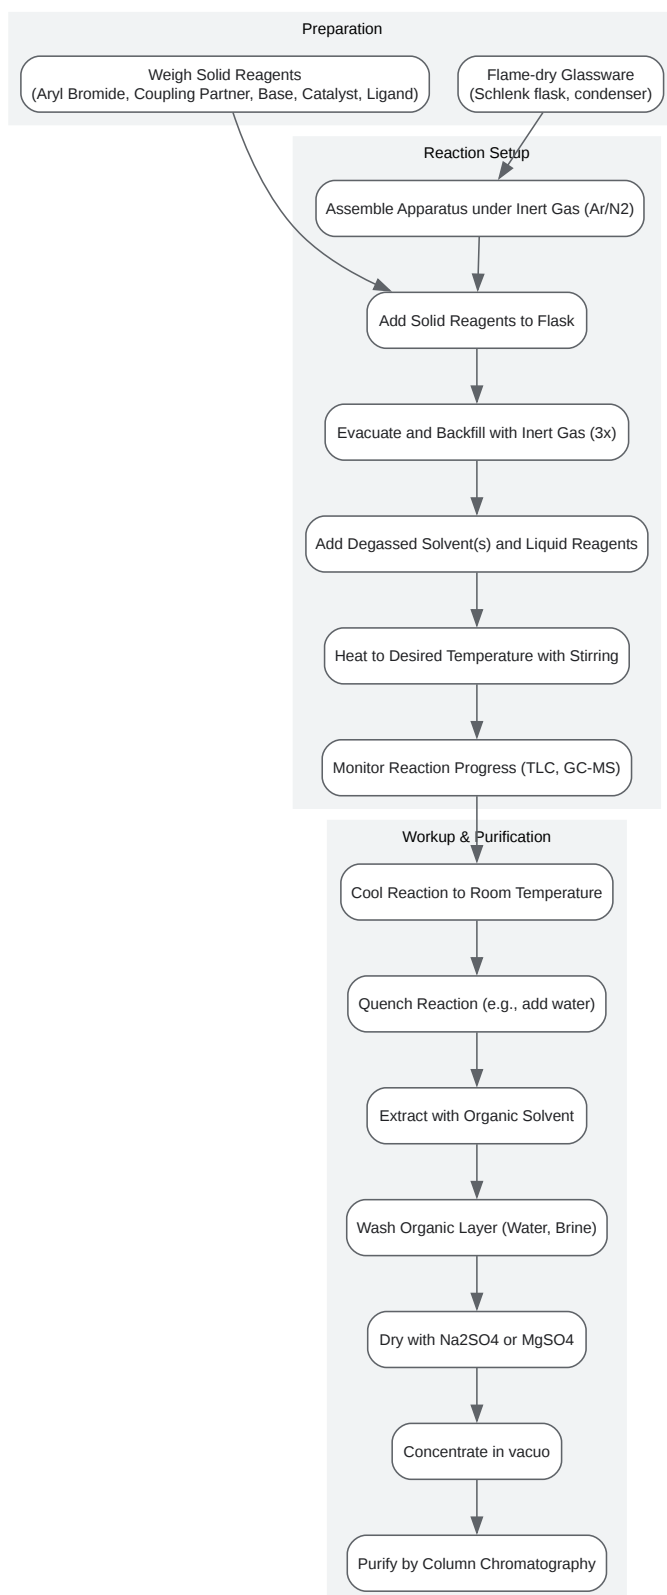 Preparation
Weigh Solid Reagents
(Aryl Bromide, Coupling Partner, Base, Catalyst, Ligand)
Flame-dry Glassware
(Schlenk flask, condenser)
Reaction Setup
Assemble Apparatus under Inert Gas (Ar/N2)
Add Solid Reagents to Flask
Evacuate and Backfill with Inert Gas (3x)
Add Degassed Solvent(s) and Liquid Reagents
Heat to Desired Temperature with Stirring
Monitor Reaction Progress (TLC, GC-MS)
Workup & Purification
Cool Reaction to Room Temperature
Quench Reaction (e.g., add water)
Extract with Organic Solvent
Wash Organic Layer (Water, Brine)
Dry with Na2SO4 or MgSO4
Concentrate in vacuo
Purify by Column Chromatography